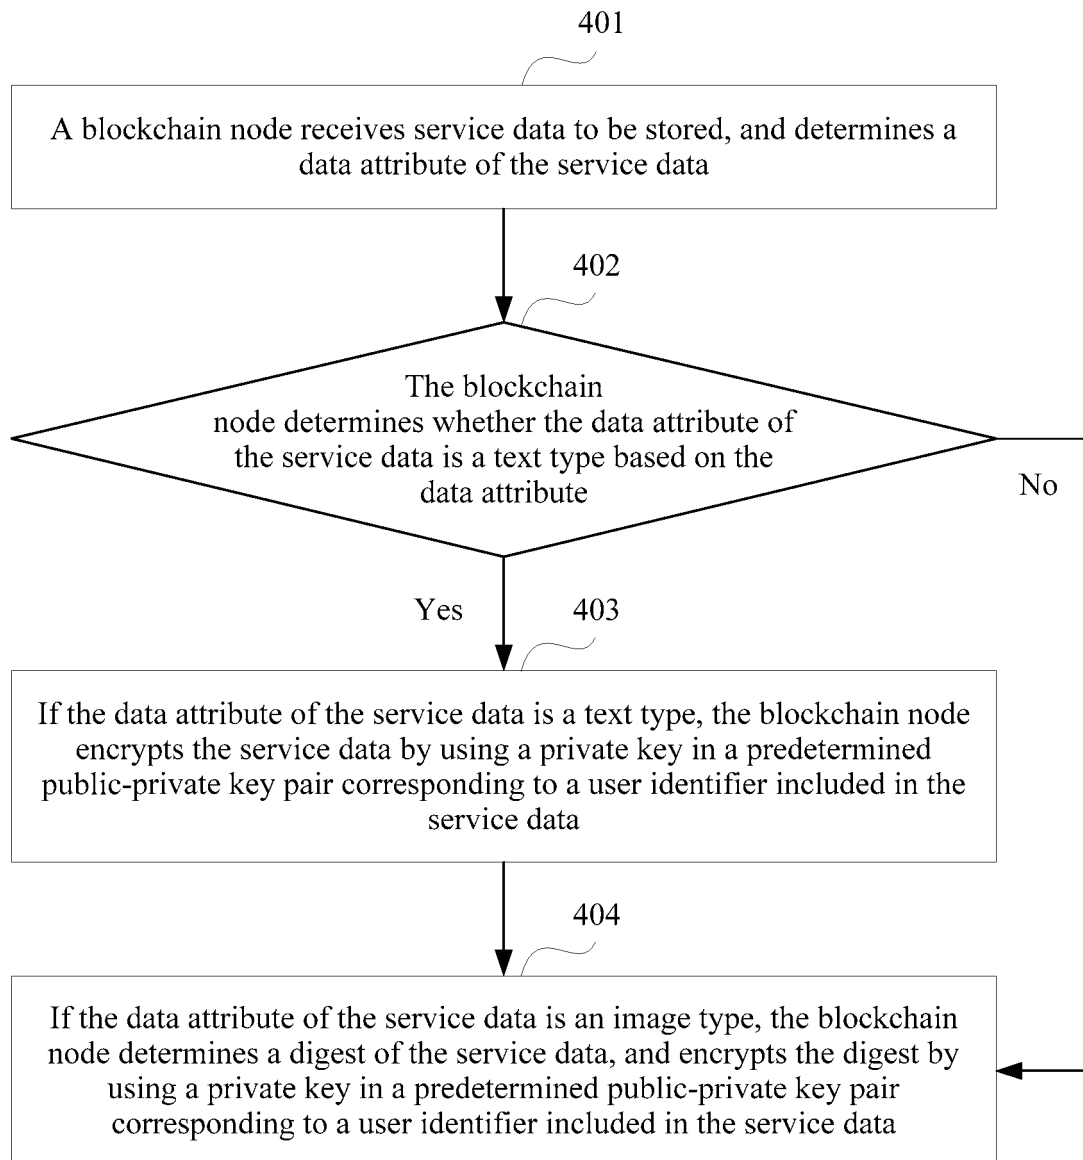 401
A blockchain node receives service data to be stored, and determines a
data attribute of the service data
402
The blockchain
node determines whether the data attribute of
the service data is a text type based on the
data attribute
No
Yes
403
If the data attribute of the service data is a text type, the blockchain node
encrypts the service data by using a private key in a predetermined
public-private key pair corresponding to a user identifier included in the
service data
404
If the data attribute of the service data is an image type, the blockchain
node determines a digest of the service data, and encrypts the digest by
using a private key in a predetermined public-private key pair
corresponding to a user identifier included in the service data